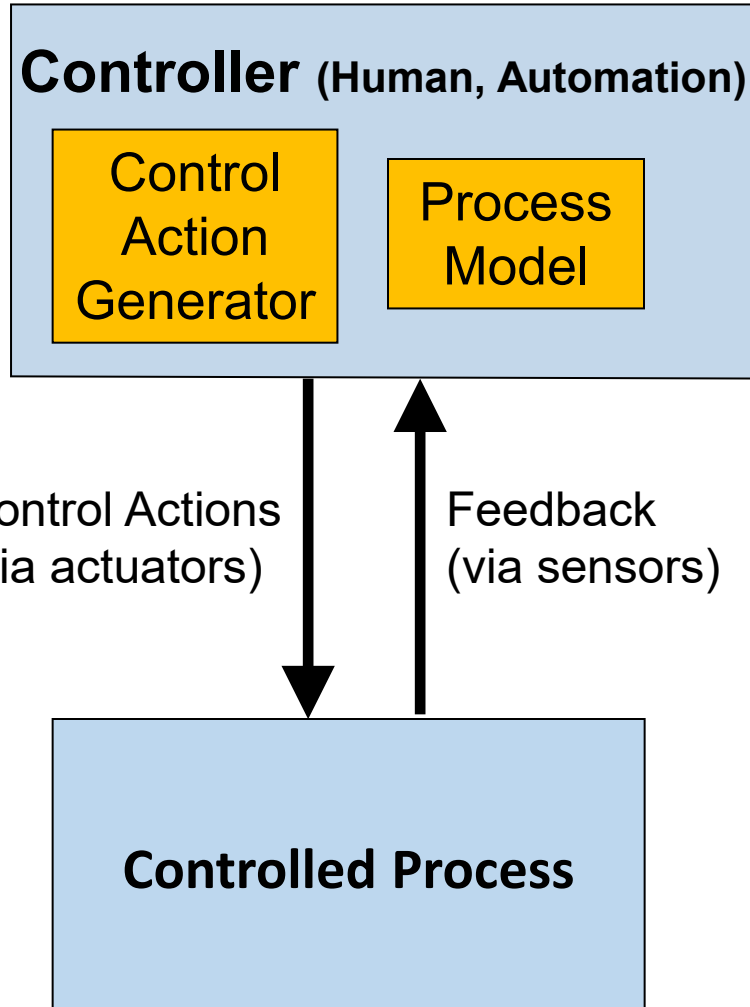 Controller (Human, Automation)
Control
Action
Generator
Process
Model
ontrol Actions
ia actuators)
Feedback
(via sensors)
Controlled Process